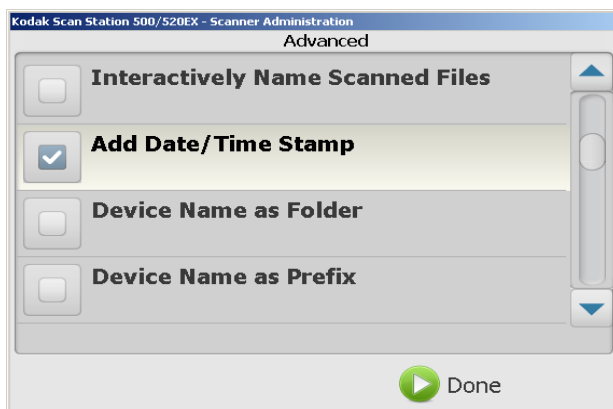 Kodak Scan Station 500/520EX - Scanner Administration
Advanced
Interactively Name Scanned Files
Add Date/Time Stamp
Device Name as Folder
Device Name as Prefix
Done